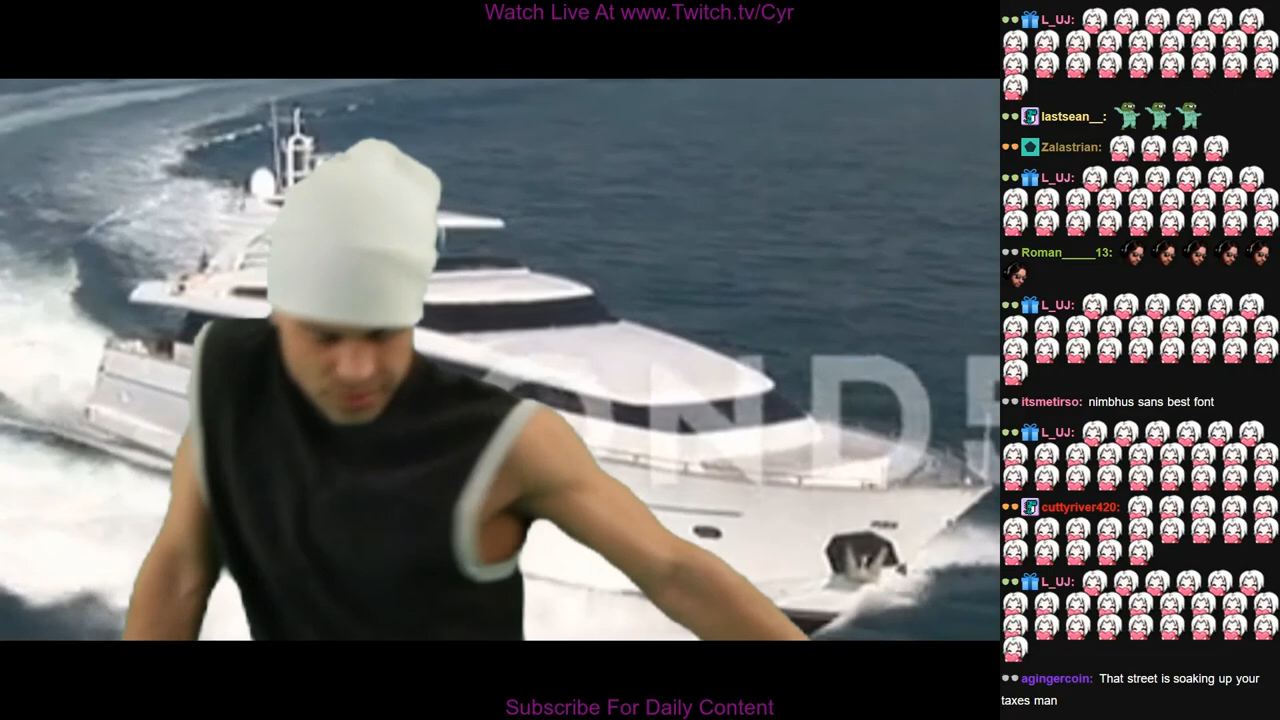 Watch Live At www.Twitch.tv/Cyr
L_UJ:
lastsean__:
Zalastrian:
L_UJ:
Roman_____13:
L_UJ:
itsmetirso: nimbhus sans best font
L_UJ:
cuttyriver420:
L_UJ:
agingercoin: That street is soaking up your
taxes man
OND
Subscribe For Daily Content